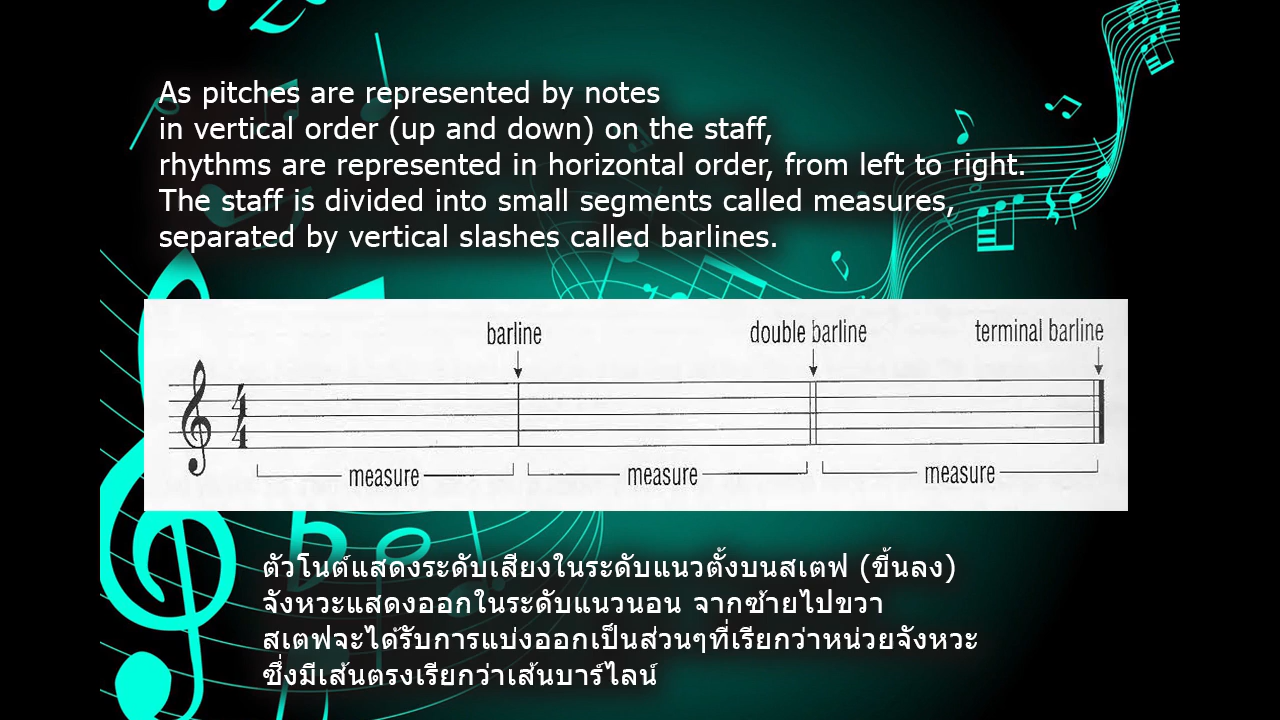 As pitches are represented by notes
in vertical order (up and down) on the staff,
rhythms are represented in horizontal order, from left to right.
The staff is divided into small segments called measures,
separated by vertical slashes called barlines.
barline double barline terminal barline
4
4
measure measure measure
ตัวโนต์แสดงระดับเสียงในระดับแนวตั้งบนสเตฟ (ขึ้นลง)
จังหวะแสดงออกในระดับแนวนอน จากซ้ายไปขวา
สเตฟจะได้รับการแบ่งออกเป็นส่วนๆที่เรียกว่าหน่วยจังหวะ
ซึ่งมีเส้นตรงเรียกว่าเส้นบาร์ไลน์